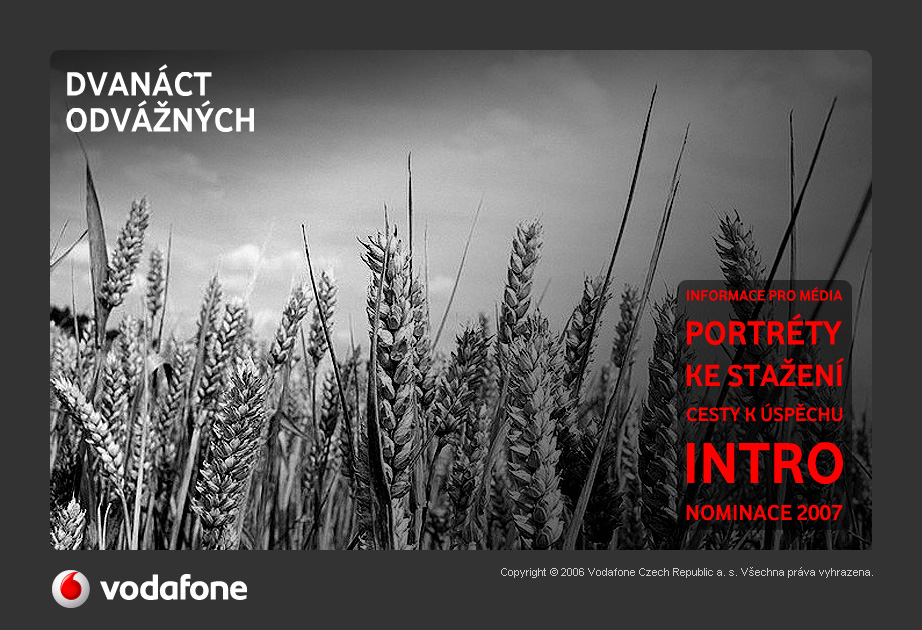 DVANÁCT
ODVÁŽNÝCH
INFORMACE PRO MÉDIA
PORTRÉTY
KE STAŽENÍ
CESTY K ÚSPĚCHU
INTRO
NOMINACE 2007
vodafone
Copyright © 2006 Vodafone Czech Republic a. s. Všechna práva vyhrazena.